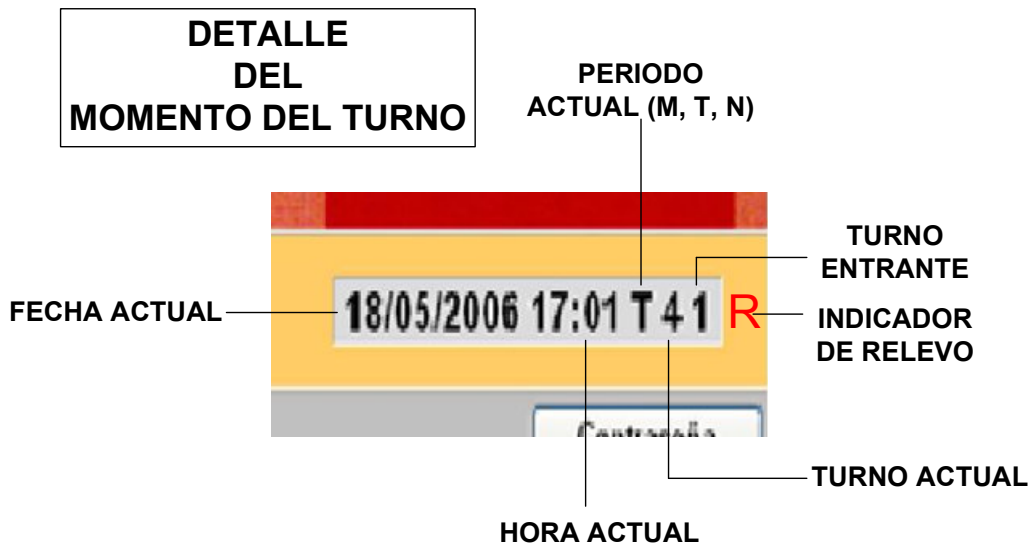 DETALLE
DEL
MOMENTO DEL TURNO
PERIODO
ACTUAL (M, T, N)
TURNO
ENTRANTE
FECHA ACTUAL
18/05/2006 17:01 T 4 1 R
INDICADOR
DE RELEVO
Contraseña
TURNO ACTUAL
HORA ACTUAL